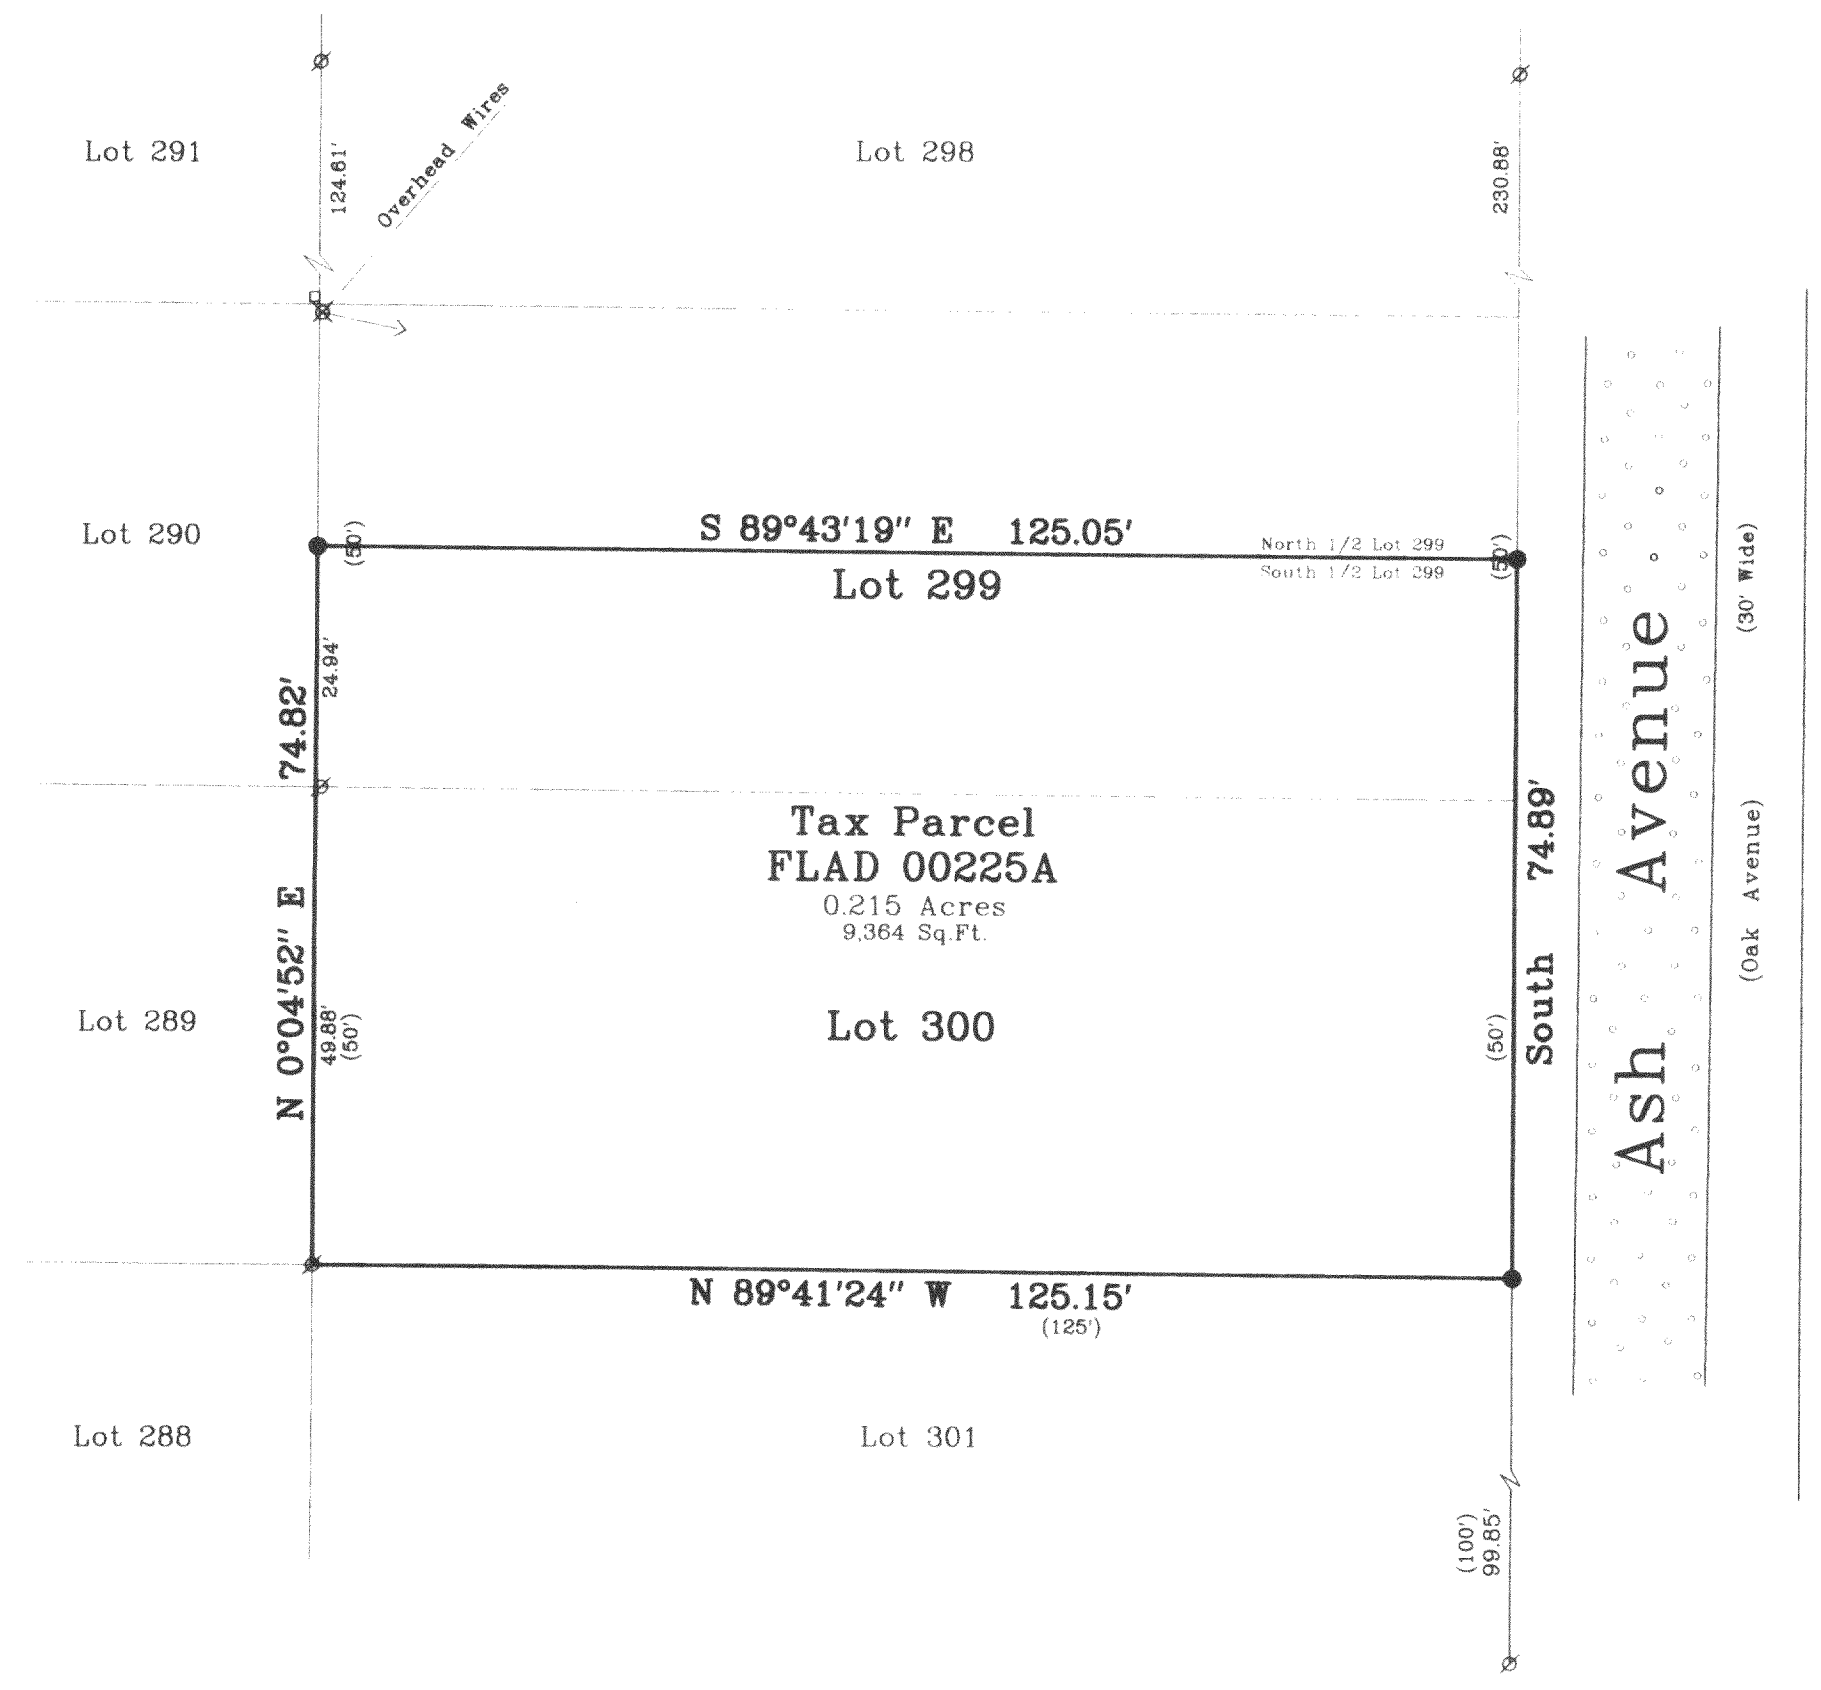 Lot 291
124.61'
Overhead Wires
Lot 298
230.88'
Lot 290
(50')
S 89°43'19" E 125.05'
North 1/2 Lot 299
South 1/2 Lot 299
(50')
Lot 299
(30' Wide)
24.94'
74.82'
Tax Parcel
FLAD 00225A
0.215 Acres
9,364 Sq.Ft.
South 74.89'
Ash Avenue
(Oak Avenue)
N 0°04'52" E
Lot 289
49.88'
(50')
Lot 300
(50')
N 89°41'24" W 125.15'
(125')
Lot 288
Lot 301
(100')
99.85'